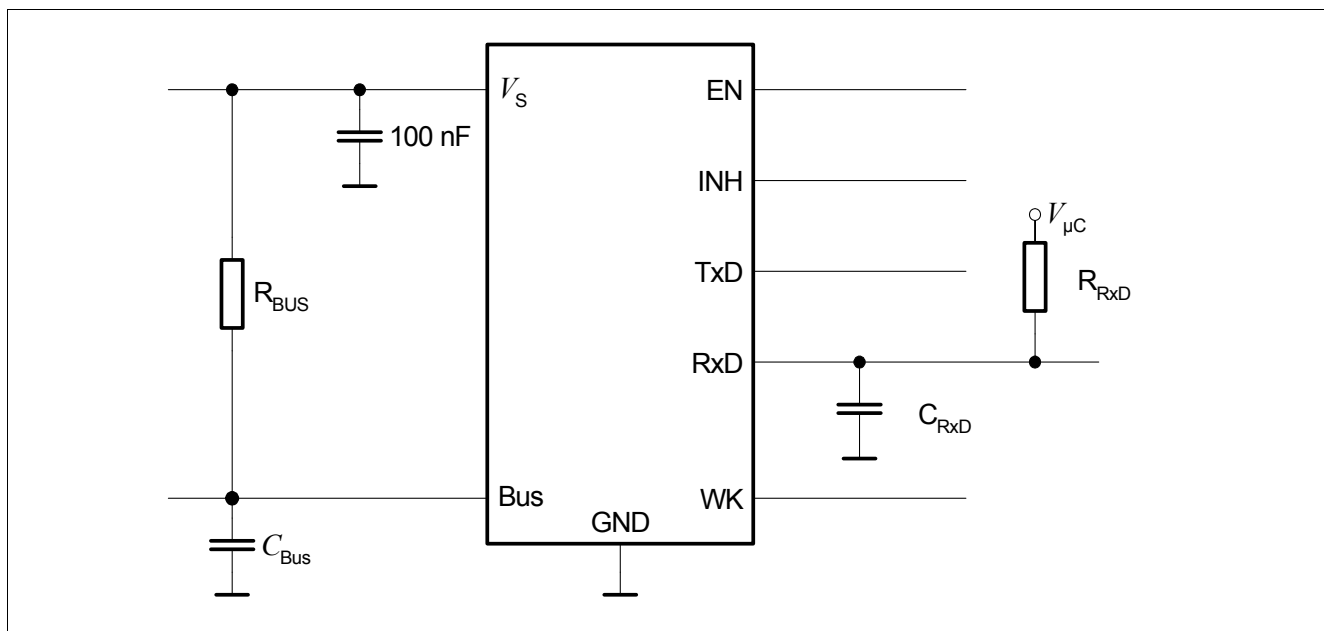 V_S
EN
100 nF
INH
V_µC
TxD
R_BUS
R_RxD
RxD
C_RxD
Bus
WK
GND
C_Bus